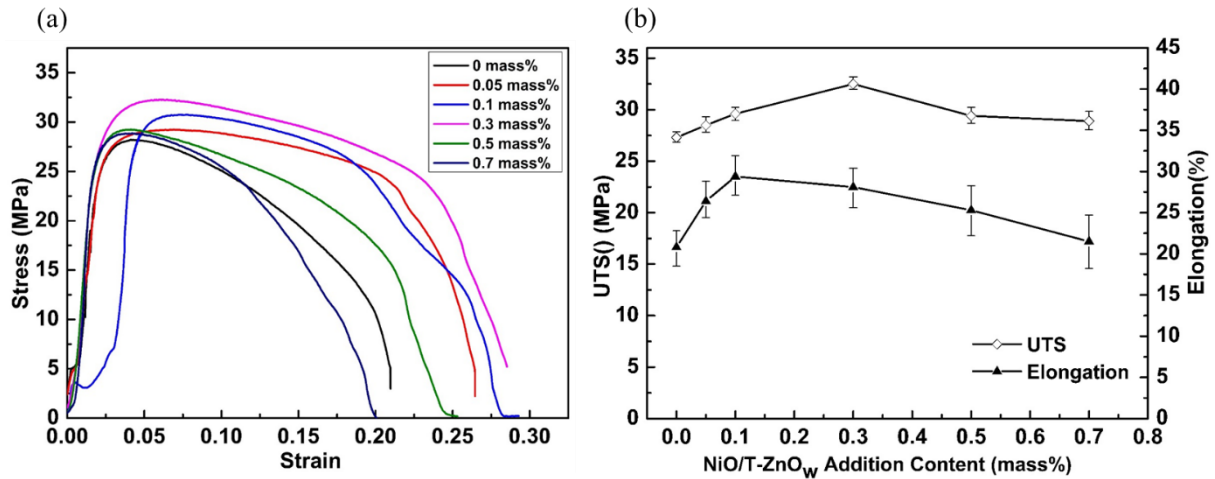 (a)
35
30
25
20
15
10
5
0
Stress (MPa)
0 mass%
0.05 mass%
0.1 mass%
0.3 mass%
0.5 mass%
0.7 mass%
0.00 0.05 0.10 0.15 0.20 0.25 0.30
Strain
(b)
35
30
25
20
15
10
5
0
UTS() (MPa)
45
40
35
30
25
20
15
10
5
0
Elongation(%)
UTS
Elongation
0.0 0.1 0.2 0.3 0.4 0.5 0.6 0.7 0.8
NiO/T-ZnOw Addition Content (mass%)